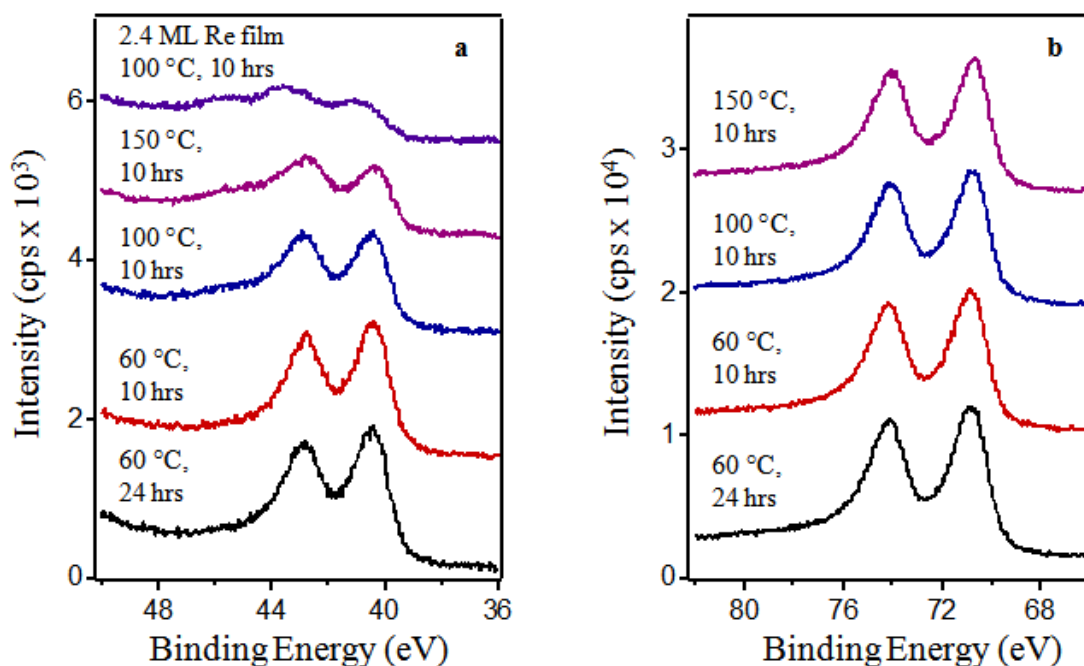 2.4 ML Re film
100 °C, 10 hrs
a
150 °C,
10 hrs
100 °C,
10 hrs
60 °C,
10 hrs
60 °C,
24 hrs
Intensity (cps x 10³)
6
4
2
0
48 44 40 36
Binding Energy (eV)
b
150 °C,
10 hrs
100 °C,
10 hrs
60 °C,
10 hrs
60 °C,
24 hrs
Intensity (cps x 10⁴)
3
2
1
0
80 76 72 68
Binding Energy (eV)